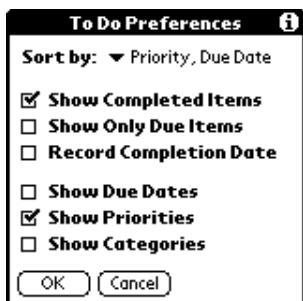 To Do Preferences
Sort by: Priority, Due Date
Show Completed Items
Show Only Due Items
Record Completion Date
Show Due Dates
Show Priorities
Show Categories
OK Cancel